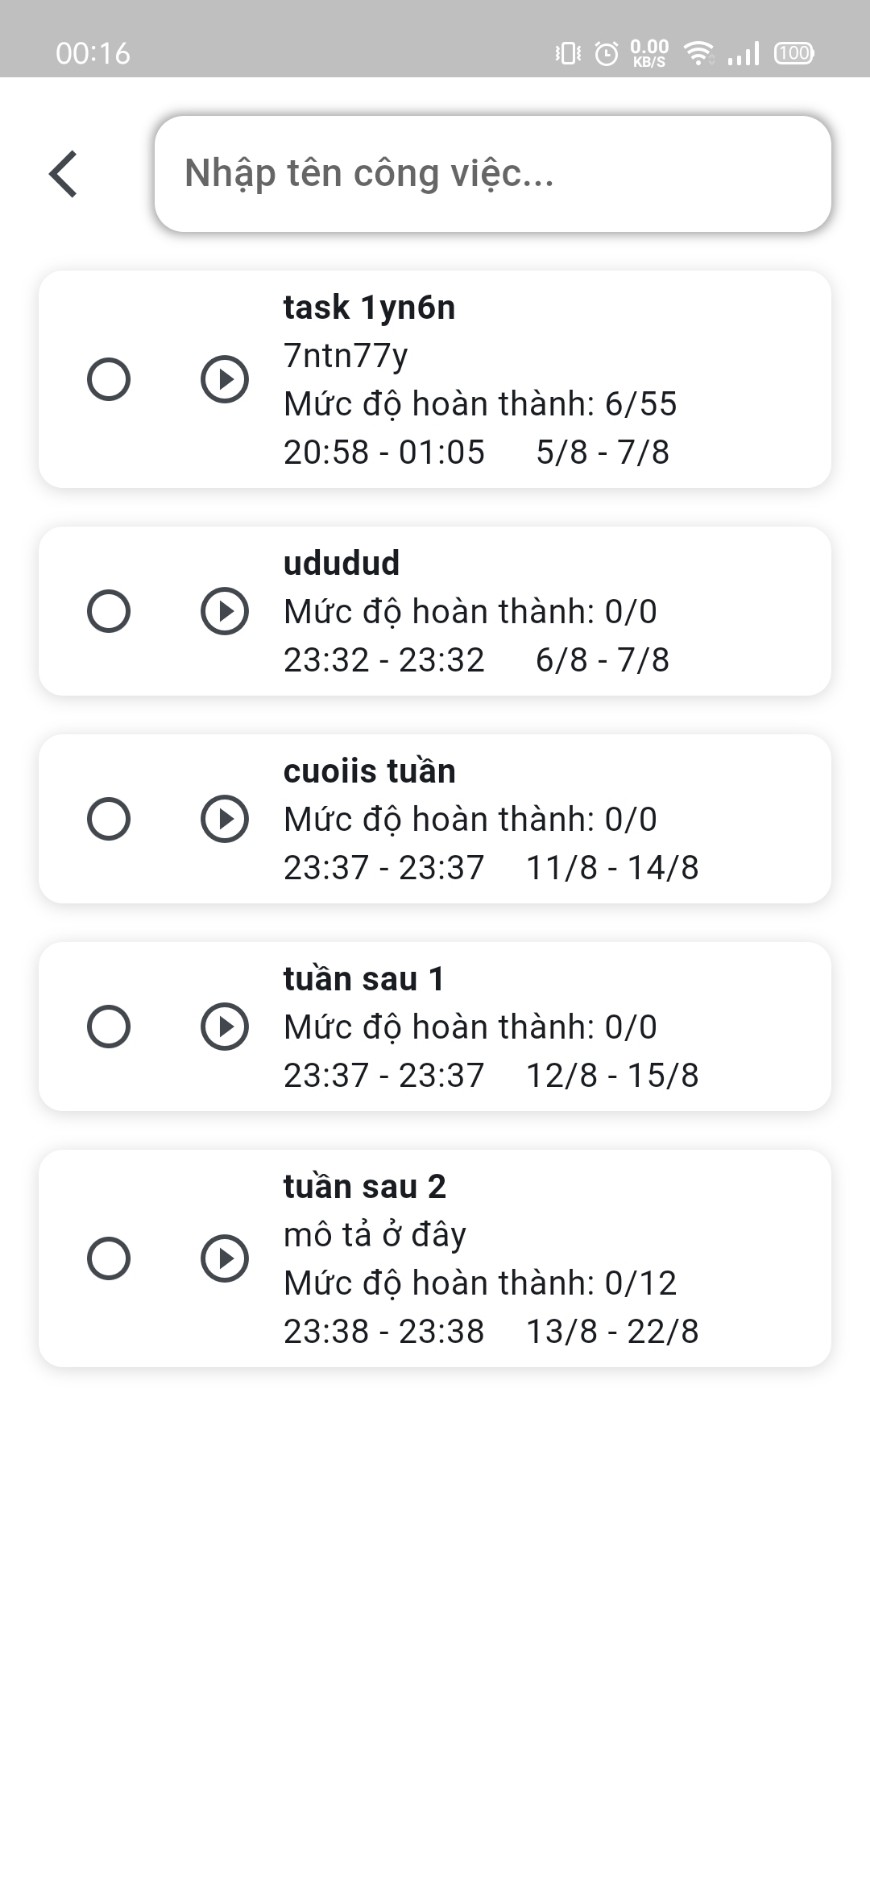 00:16
0.00
KB/S
100
Nhập tên công việc...
task 1yn6n
7ntn77y
Mức độ hoàn thành: 6/55
20:58 - 01:05 5/8 - 7/8
ududud
Mức độ hoàn thành: 0/0
23:32 - 23:32 6/8 - 7/8
cuoiis tuần
Mức độ hoàn thành: 0/0
23:37 - 23:37 11/8 - 14/8
tuần sau 1
Mức độ hoàn thành: 0/0
23:37 - 23:37 12/8 - 15/8
tuần sau 2
mô tả ở đây
Mức độ hoàn thành: 0/12
23:38 - 23:38 13/8 - 22/8